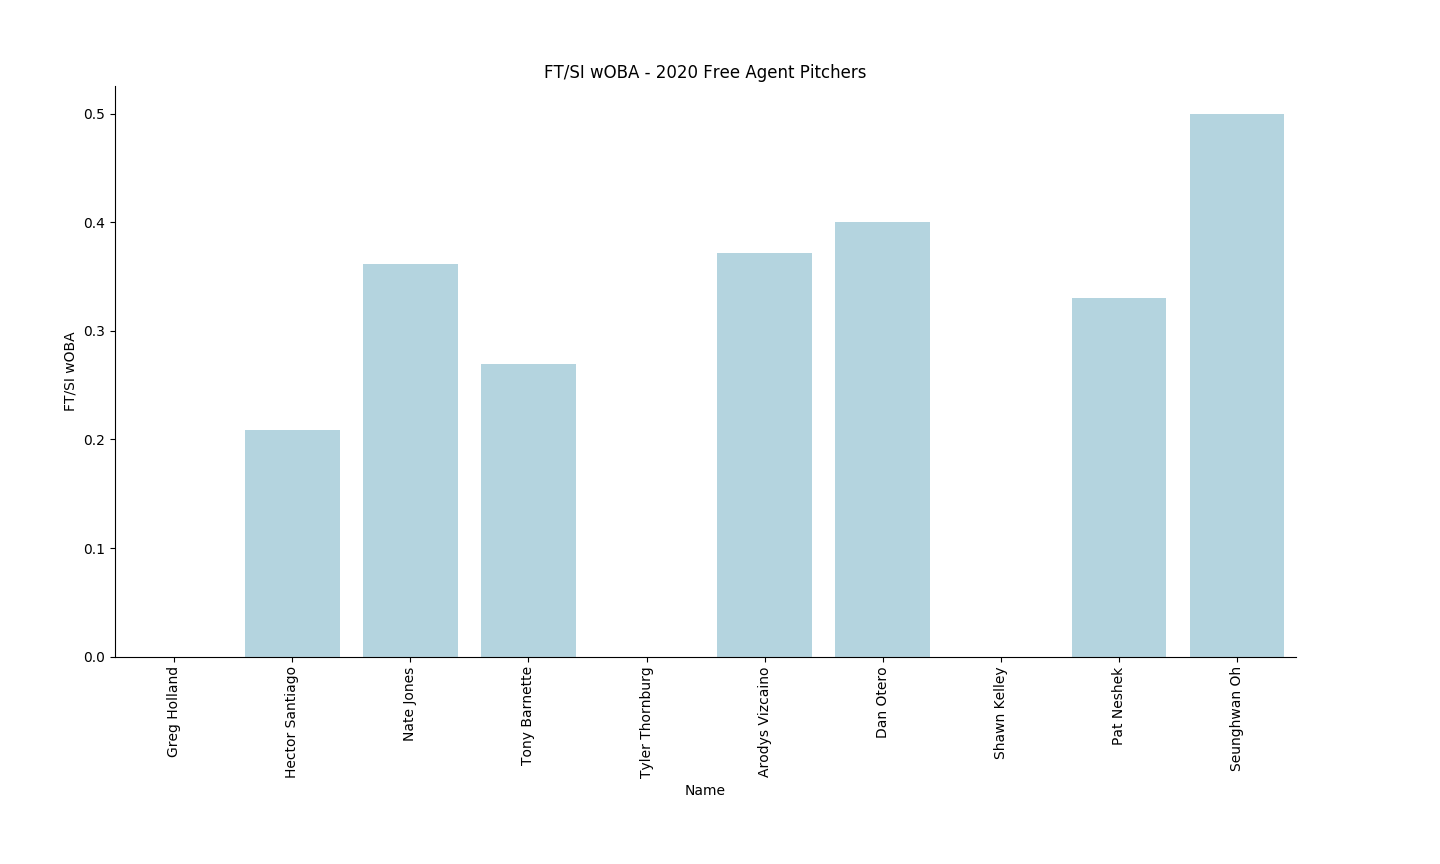 FT/SI wOBA - 2020 Free Agent Pitchers
FT/SI wOBA
0.5
0.4
0.3
0.2
0.1
0.0
Greg Holland
Hector Santiago
Nate Jones
Tony Barnette
Tyler Thornburg
Arodys Vizcaino
Dan Otero
Shawn Kelley
Pat Neshek
Seunghwan Oh
Name